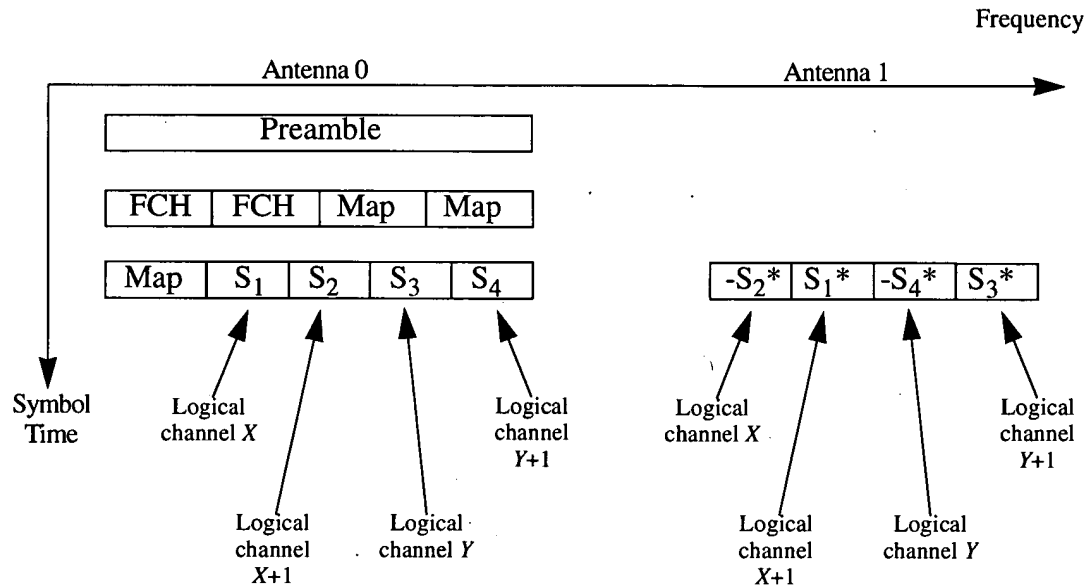 Frequency
Antenna 0
Antenna 1
Preamble
FCH FCH Map Map
Map S₁ S₂ S₃ S₄
-S₂* S₁* -S₄* S₃*
Symbol
Time
Logical
channel X
Logical
channel
Y+1
Logical
channel X
Logical
channel
Y+1
Logical
channel
X+1
Logical
channel Y
Logical
channel
X+1
Logical
channel Y